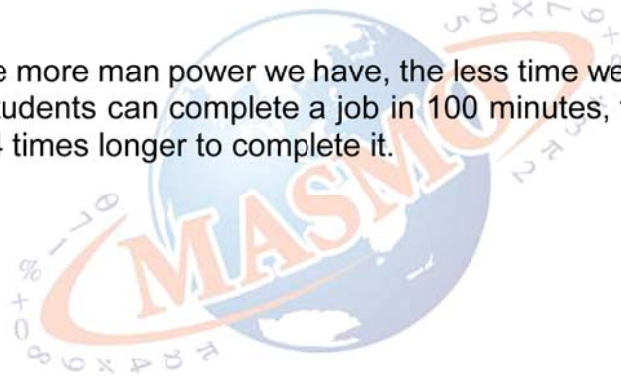 more man power we have, the less time we
students can complete a job in 100 minutes,
times longer to complete it.
MASMO